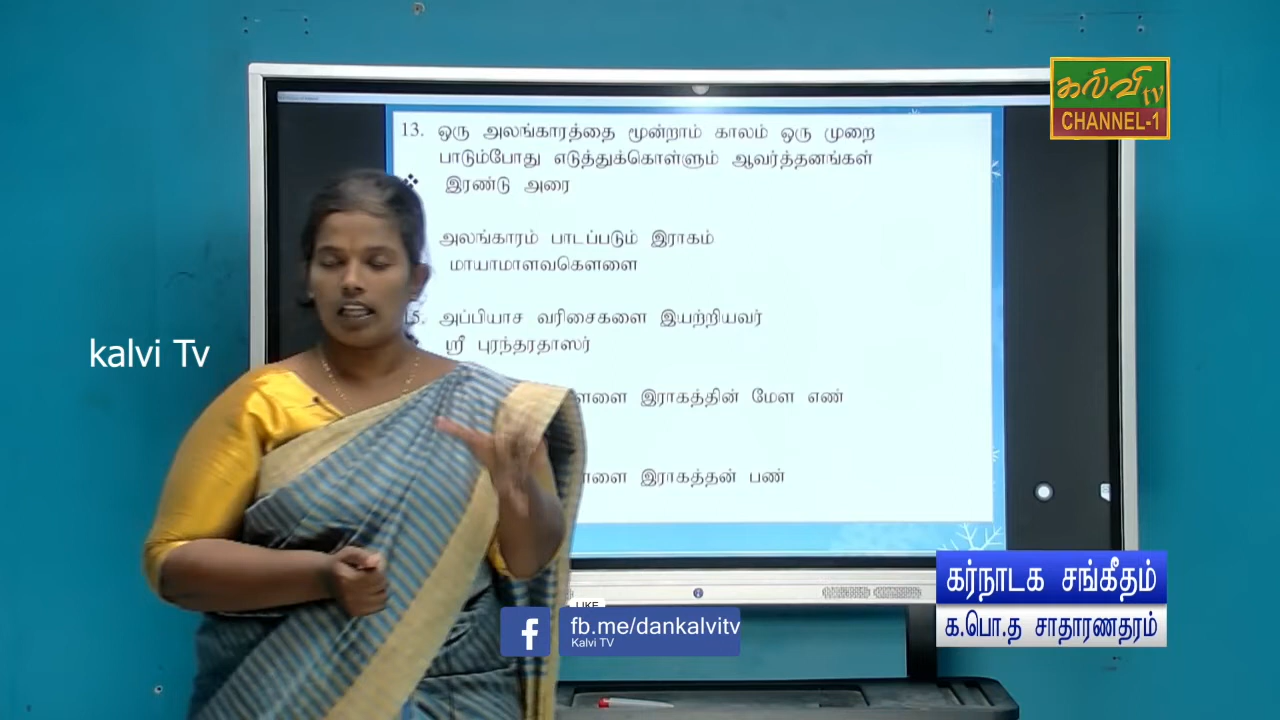 கல்வி tv
CHANNEL-1
13. ஒரு அலங்காரத்தை மூன்றாம் காலம் ஒரு முறை
பாடும்போது எடுத்துக்கொள்ளும் ஆவர்த்தனங்கள்
இரண்டு அரை
அலங்காரம் பாடப்படும் இராகம்
மாயாமாளவகௌளை
15. அப்பியாச வரிசைகளை இயற்றியவர்
ஸ்ரீ புரந்தரதாஸர்
இராகத்தின் மேள எண்
இராகத்தன் பண்
kalvi Tv
கர்நாடக சங்கீதம்
க.பொ.த சாதாரணதரம்
LIKE
f fb.me/dankalvitv
Kalvi TV